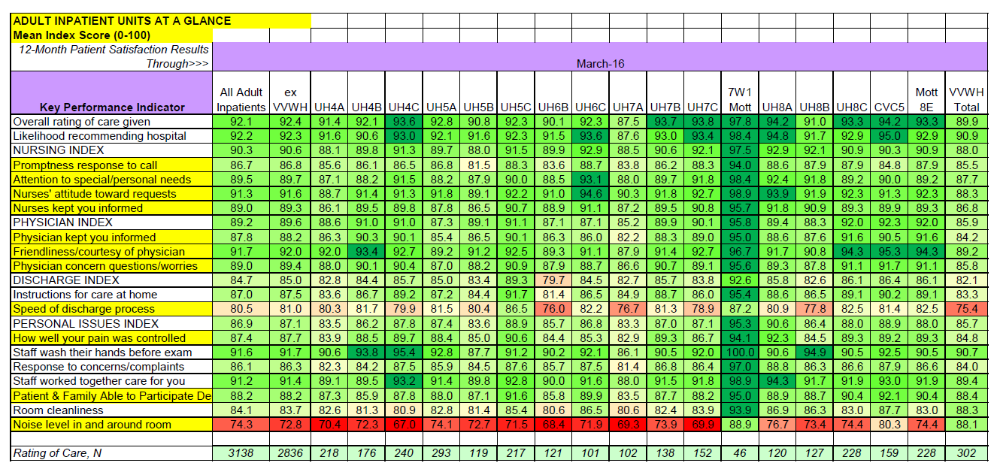 ADULT INPATIENT UNITS AT A GLANCE
Mean Index Score (0-100)
12-Month Patient Satisfaction Results
Through>>> March-16
Key Performance Indicator All Adult Inpatients ex VVWH UH4A UH4B UH4C UH5A UH5B UH5C UH6B UH6C UH7A UH7B UH7C 7W1 Mott UH8A UH8B UH8C CVC5 Mott 8E VVWH Total
Overall rating of care given 92.1 92.4 91.4 92.1 93.6 92.8 90.8 92.3 90.1 92.3 87.5 93.7 93.8 97.8 94.2 91.0 93.3 94.2 93.3 89.9
Likelihood recommending hospital 92.2 92.3 91.6 90.6 93.0 92.1 91.6 92.3 91.5 93.6 87.6 93.0 93.4 98.4 94.8 91.7 92.9 95.0 92.9 90.9
NURSING INDEX 90.3 90.6 88.1 89.8 91.3 89.7 88.0 91.5 89.9 92.9 88.5 90.6 92.1 97.5 92.9 92.1 90.9 90.3 90.9 88.0
Promptness response to call 86.7 86.8 85.6 86.1 86.5 86.8 81.5 88.3 83.6 88.7 83.8 86.2 88.3 94.0 88.6 87.9 87.9 84.8 87.9 85.5
Attention to special/personal needs 89.5 89.7 87.1 88.2 91.5 88.2 87.9 90.0 88.5 93.1 88.0 89.7 91.8 98.4 92.4 91.8 89.2 90.0 89.2 87.7
Nurses' attitude toward requests 91.3 91.6 88.7 91.4 91.3 91.8 89.1 92.2 91.0 94.6 90.3 91.8 92.7 98.9 93.9 91.9 92.3 91.3 92.3 88.3
Nurses kept you informed 89.0 89.3 86.1 89.5 89.8 87.8 86.5 90.7 88.9 91.1 87.2 89.5 90.8 95.7 91.8 90.9 89.3 89.9 89.3 86.8
PHYSICIAN INDEX 89.2 89.6 88.6 91.0 91.0 87.3 89.1 91.1 87.1 87.1 85.2 89.9 90.1 95.8 89.4 88.3 92.0 92.3 92.0 85.9
Physician kept you informed 87.8 88.2 86.3 90.3 90.1 85.4 86.5 90.1 86.3 86.0 82.2 88.3 89.0 95.0 88.6 87.6 91.6 90.5 91.6 84.2
Friendliness/courtesy of physician 91.7 92.0 92.0 93.4 92.7 89.2 91.2 92.5 89.3 91.1 87.9 91.4 92.7 96.7 91.7 90.8 94.3 95.3 94.3 89.2
Physician concern questions/worries 89.0 89.4 88.0 90.1 90.4 87.0 88.2 90.9 87.9 88.7 86.6 90.7 89.1 95.6 89.3 87.8 91.1 91.7 91.1 85.8
DISCHARGE INDEX 84.7 85.0 82.8 84.4 85.7 85.0 83.4 89.3 79.7 84.5 82.7 85.7 83.8 92.6 85.8 82.6 86.1 86.4 86.1 82.1
Instructions for care at home 87.0 87.5 83.6 86.7 89.2 87.2 84.4 91.7 81.4 86.5 84.9 88.7 86.0 95.4 88.6 86.5 89.1 90.2 89.1 83.3
Speed of discharge process 80.5 81.0 80.3 81.7 79.9 81.5 80.4 86.5 76.0 82.2 76.7 81.3 78.9 87.2 80.9 77.8 82.5 81.4 82.5 75.4
PERSONAL ISSUES INDEX 86.9 87.1 83.5 86.2 87.8 87.4 83.6 88.9 85.7 86.8 83.3 87.0 87.1 95.3 90.6 86.4 88.0 88.9 88.0 85.7
How well your pain was controlled 87.4 87.7 83.9 88.5 89.7 88.4 85.0 90.6 84.4 85.3 82.9 89.3 86.7 94.1 92.3 84.5 89.3 89.2 89.3 84.8
Staff wash their hands before exam 91.6 91.7 90.6 93.8 95.4 92.8 87.7 91.2 90.2 92.1 86.1 90.5 92.0 100.0 90.6 94.9 90.5 92.5 90.5 90.7
Response to concerns/complaints 86.1 86.3 82.3 84.2 87.5 85.9 84.5 87.6 85.7 87.5 81.4 86.8 86.4 97.0 88.8 86.3 86.6 87.9 86.6 84.0
Staff worked together care for you 91.2 91.4 89.1 89.5 93.2 91.4 89.8 92.8 90.0 91.6 88.0 91.5 91.8 98.9 94.3 91.7 91.9 93.0 91.9 89.4
Patient & Family Able to Participate De 88.2 88.2 87.3 85.9 87.8 88.0 87.1 91.6 85.8 89.9 83.5 87.7 88.2 95.0 88.9 88.7 90.4 92.1 90.4 88.4
Room cleanliness 84.1 83.7 82.6 81.3 80.9 82.8 81.4 85.4 80.6 86.5 80.6 82.4 83.9 93.9 86.9 86.3 83.0 87.7 83.0 88.3
Noise level in and around room 74.3 72.8 70.4 72.3 67.0 74.1 72.7 71.5 68.4 71.9 69.3 73.9 69.9 88.9 76.7 73.4 74.4 80.3 74.4 88.1
Rating of Care, N 3138 2836 218 176 240 293 119 217 121 101 102 138 152 46 120 127 228 159 228 302